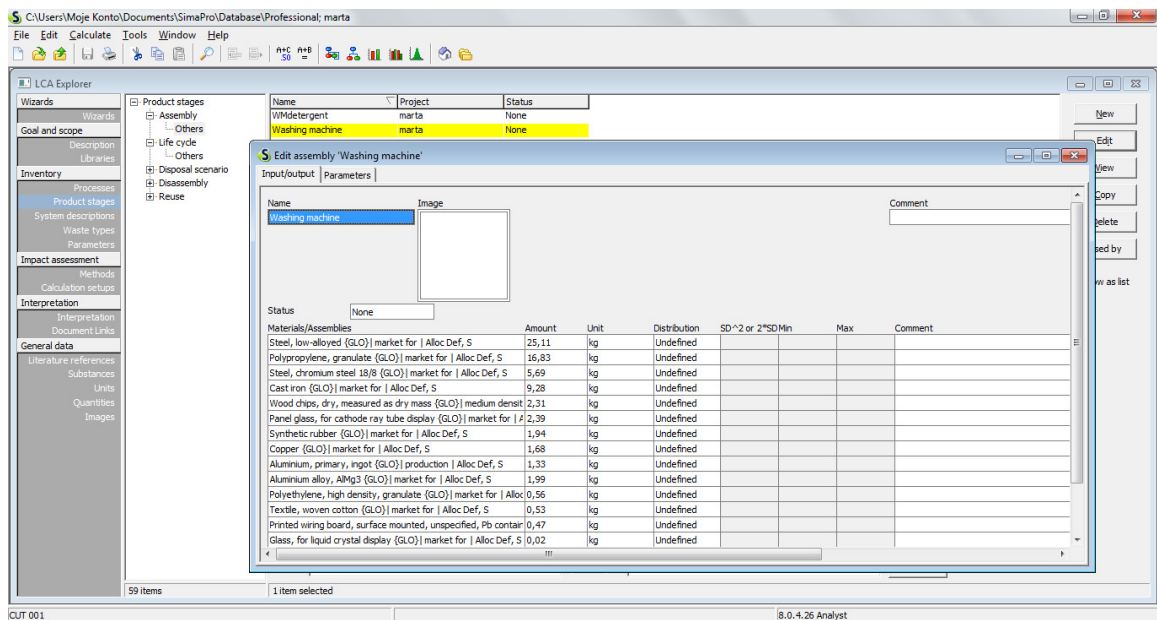 C:\Users\Moje Konto\Documents\SimaPro\Database\Professional; marta
File Edit Calculate Tools Window Help
A+C .50 A+B =
LCA Explorer
Wizards
Wizards
Goal and scope
Description
Libraries
Inventory
Processes
Product stages
System descriptions
Waste types
Parameters
Impact assessment
Methods
Calculation setups
Interpretation
Interpretation
Document Links
General data
Literature references
Substances
Units
Quantities
Images
Product stages
Assembly
Others
Life cycle
Others
Disposal scenario
Disassembly
Reuse
Name Project Status
WMdetergent marta None
Washing machine marta None
New
Edit
View
Copy
Delete
sed by
w as list
Edit assembly 'Washing machine'
Input/output Parameters
Name Image Comment
Washing machine
Status None
Materials/Assemblies Amount Unit Distribution SD^2 or 2*SD Min Max Comment
Steel, low-alloyed {GLO}| market for | Alloc Def, S 25,11 kg Undefined
Polypropylene, granulate {GLO}| market for | Alloc Def, S 16,83 kg Undefined
Steel, chromium steel 18/8 {GLO}| market for | Alloc Def, S 5,69 kg Undefined
Cast iron {GLO}| market for | Alloc Def, S 9,28 kg Undefined
Wood chips, dry, measured as dry mass {GLO}| medium densit 2,31 kg Undefined
Panel glass, for cathode ray tube display {GLO}| market for | A 2,39 kg Undefined
Synthetic rubber {GLO}| market for | Alloc Def, S 1,94 kg Undefined
Copper {GLO}| market for | Alloc Def, S 1,68 kg Undefined
Aluminium, primary, ingot {GLO}| production | Alloc Def, S 1,33 kg Undefined
Aluminium alloy, AlMg3 {GLO}| market for | Alloc Def, S 1,99 kg Undefined
Polyethylene, high density, granulate {GLO}| market for | Alloc 0,56 kg Undefined
Textile, woven cotton {GLO}| market for | Alloc Def, S 0,53 kg Undefined
Printed wiring board, surface mounted, unspecified, Pb contain 0,47 kg Undefined
Glass, for liquid crystal display {GLO}| market for | Alloc Def, S 0,02 kg Undefined
59 items 1 item selected
CUT 001 8.0.4.26 Analyst